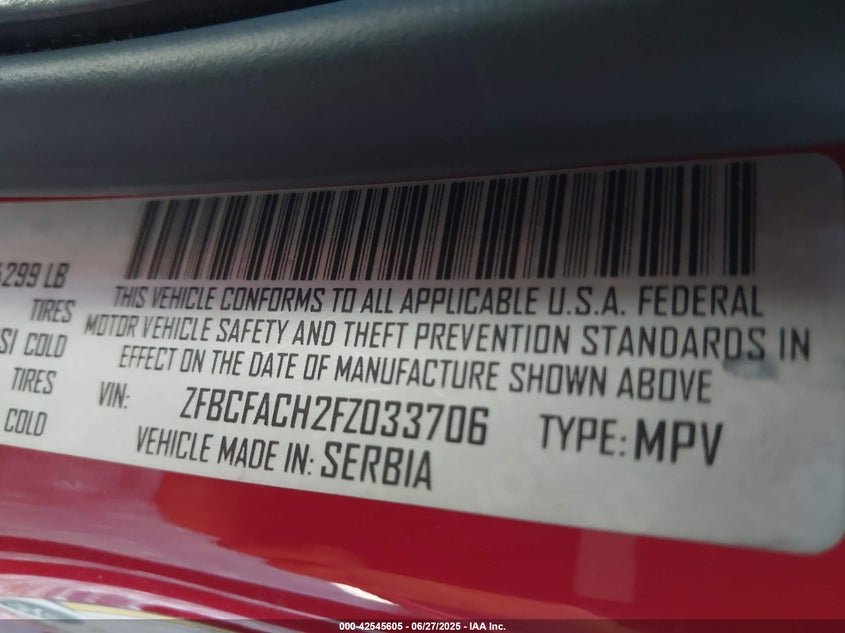 299 LB
TIRES
SI COLD
TIRES
COLD
THIS VEHICLE CONFORMS TO ALL APPLICABLE U.S.A. FEDERAL
MOTOR VEHICLE SAFETY AND THEFT PREVENTION STANDARDS IN
EFFECT ON THE DATE OF MANUFACTURE SHOWN ABOVE
VIN: ZFBCFACH2FZ033706 TYPE: MPV
VEHICLE MADE IN: SERBIA
000-42545605 / 06/27/2025 - IAA Inc.